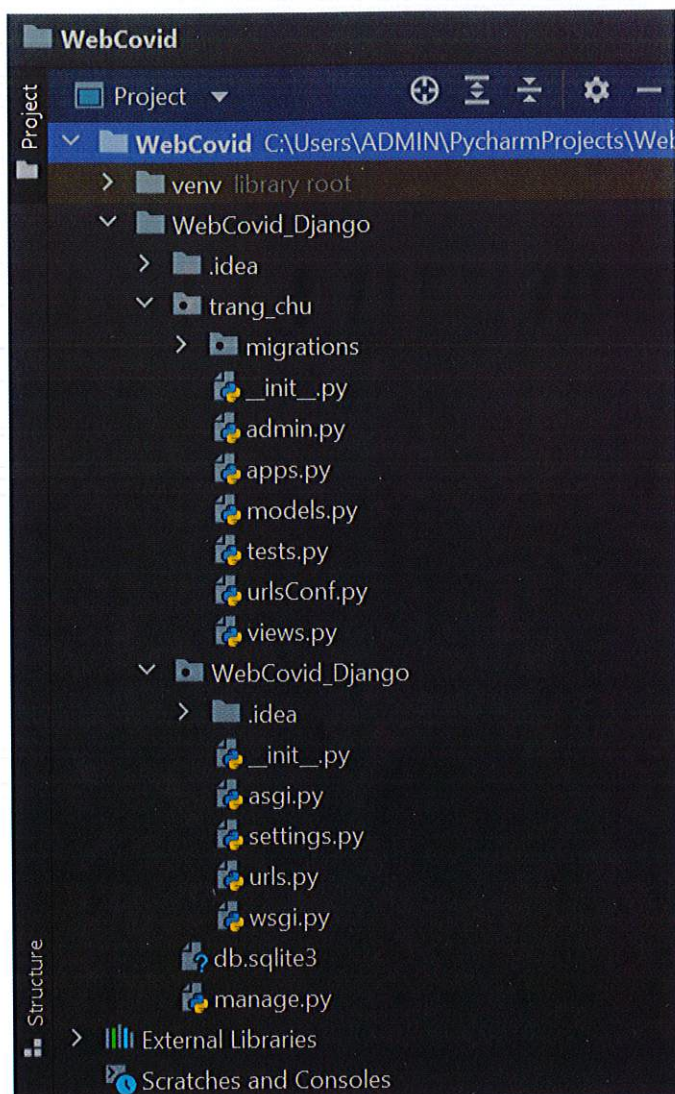 WebCovid
Project
Project
WebCovid C:\Users\ADMIN\PycharmProjects\Web
venv library root
WebCovid_Django
.idea
trang_chu
migrations
__init__.py
admin.py
apps.py
models.py
tests.py
urlsConf.py
views.py
WebCovid_Django
.idea
__init__.py
asgi.py
settings.py
urls.py
wsgi.py
db.sqlite3
manage.py
Structure
External Libraries
Scratches and Consoles